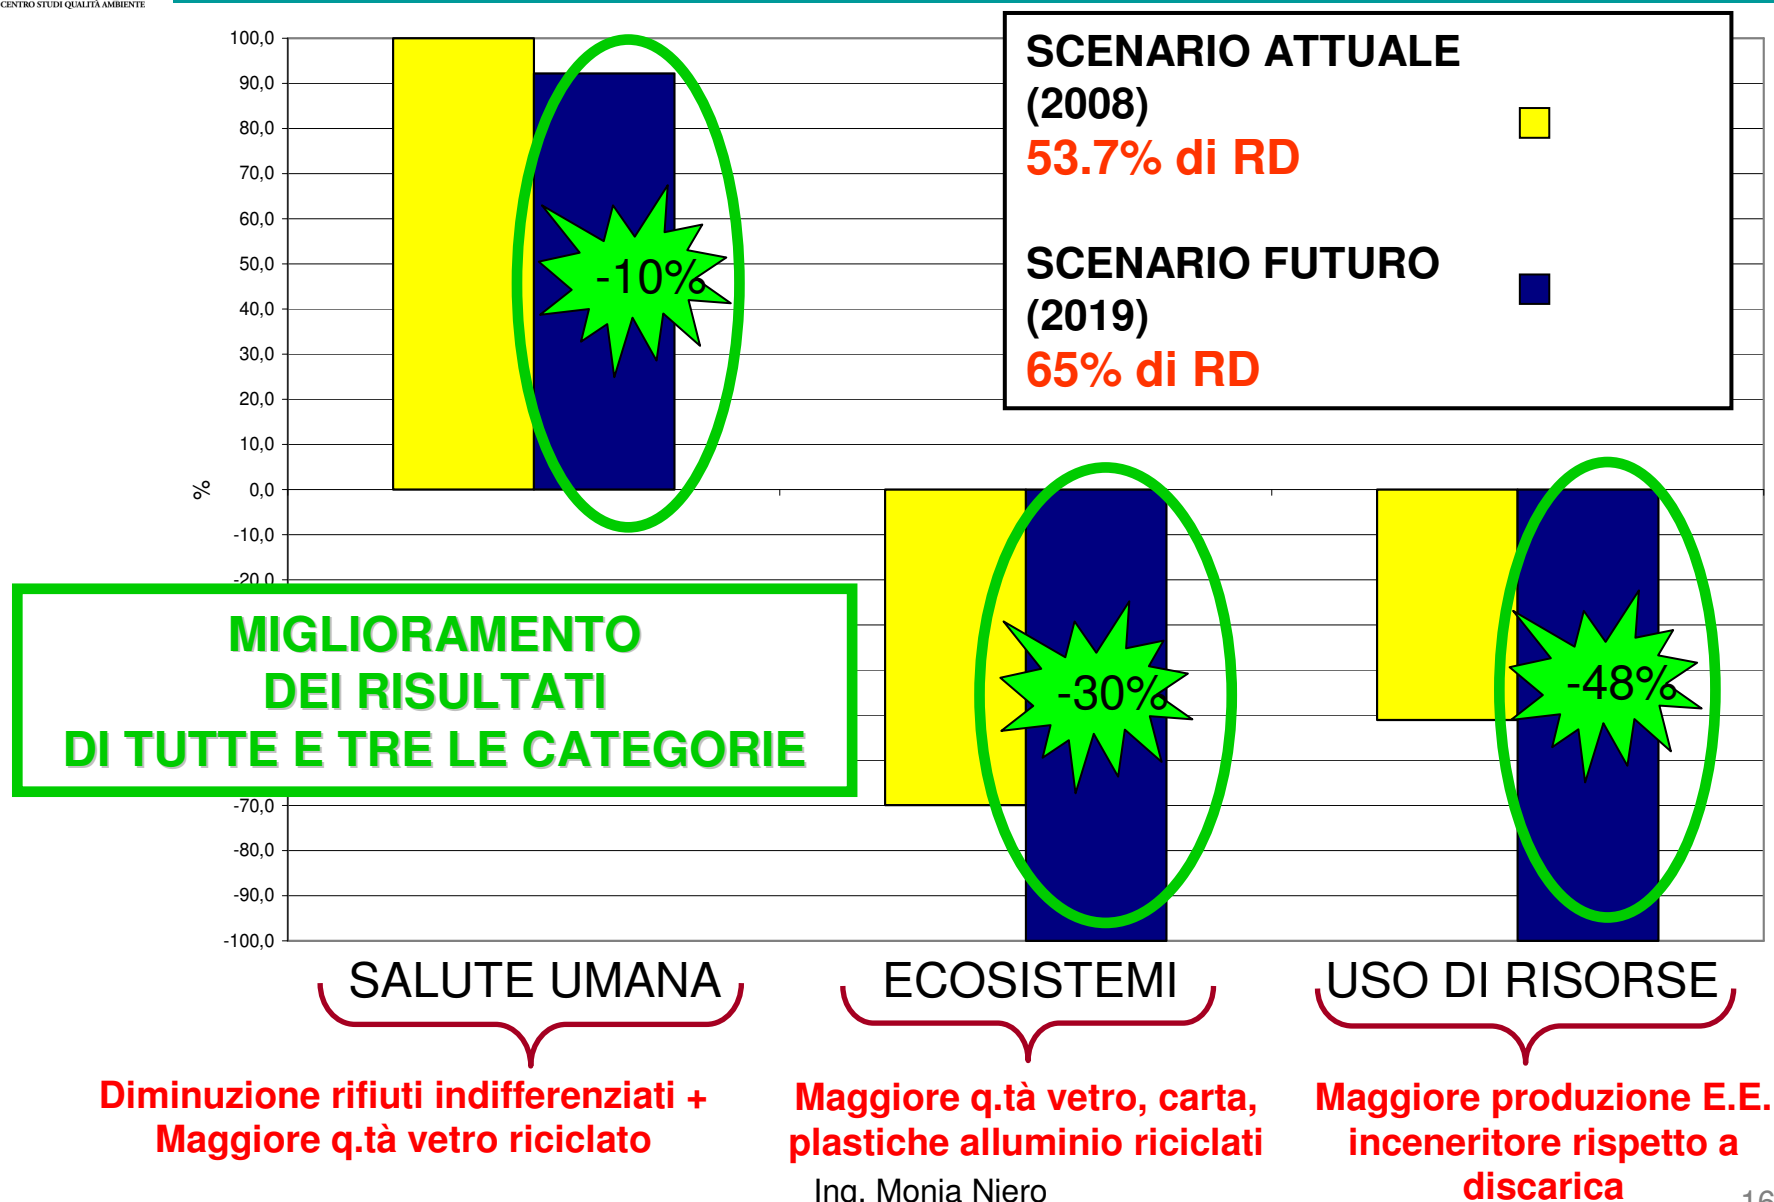 CENTRO STUDI QUALITÀ AMBIENTE
SCENARIO ATTUALE
(2008)
53.7% di RD
SCENARIO FUTURO
(2019)
65% di RD
100,0
90,0
80,0
70,0
60,0
50,0
40,0
30,0
20,0
10,0
0,0
-10,0
-20,0
-70,0
-80,0
-90,0
-100,0
%
-10%
-30%
-48%
MIGLIORAMENTO
DEI RISULTATI
DI TUTTE E TRE LE CATEGORIE
SALUTE UMANA
ECOSISTEMI
USO DI RISORSE
Diminuzione rifiuti indifferenziati +
Maggiore q.tà vetro riciclato
Maggiore q.tà vetro, carta,
plastiche alluminio riciclati
Maggiore produzione E.E.
inceneritore rispetto a
discarica
Ing. Monia Niero
16